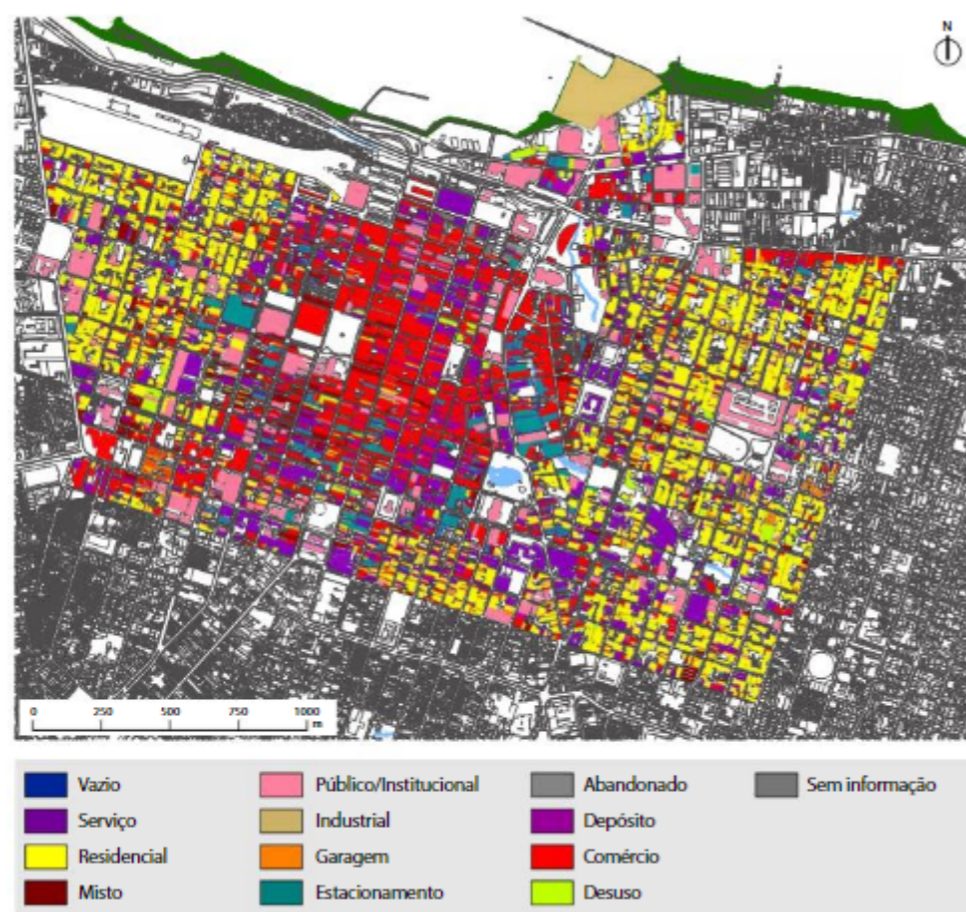 N
0 250 500 750 1000
m
Vazio
Serviço
Residencial
Misto
Público/Institucional
Industrial
Garagem
Estacionamento
Abandonado
Depósito
Comércio
Desuso
Sem informação